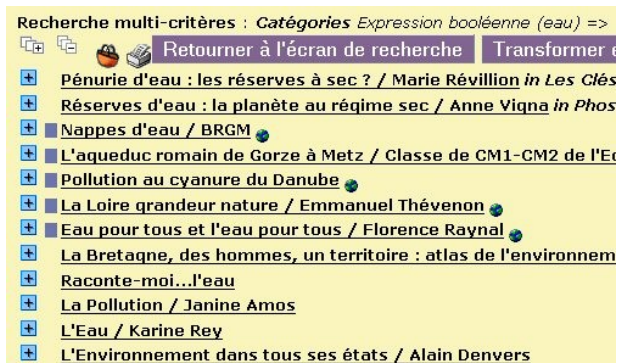 Recherche multi-critères : Catégories Expression booléenne (eau) =>
Retourner à l'écran de recherche Transformer e
Pénurie d'eau : les réserves à sec ? / Marie Révillion in Les Clés
Réserves d'eau : la planète au régime sec / Anne Vigna in Phos
Nappes d'eau / BRGM
L'aqueduc romain de Gorze à Metz / Classe de CM1-CM2 de l'Ec
Pollution au cyanure du Danube
La Loire grandeur nature / Emmanuel Thévenon
Eau pour tous et l'eau pour tous / Florence Raynal
La Bretagne, des hommes, un territoire : atlas de l'environnem
Raconte-moi...l'eau
La Pollution / Janine Amos
L'Eau / Karine Rey
L'Environnement dans tous ses états / Alain Denvers